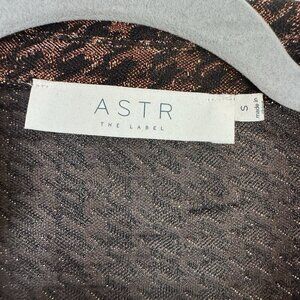 ASTR
THE LABEL
S
made in